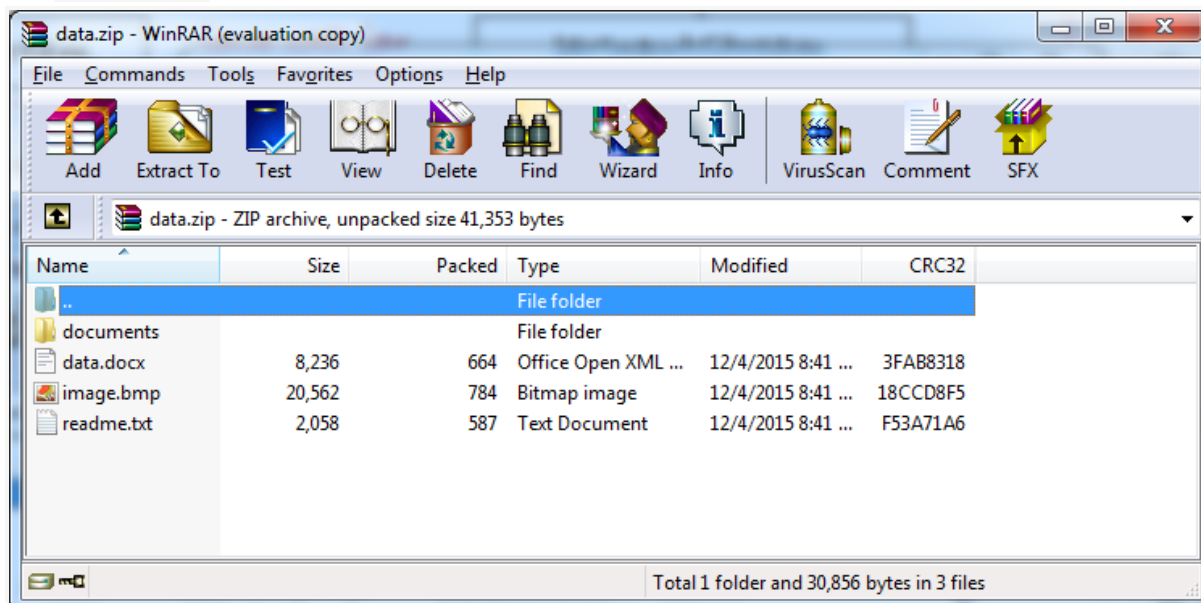 data.zip - WinRAR (evaluation copy)
File Commands Tools Favorites Options Help
Add Extract To Test View Delete Find Wizard Info VirusScan Comment SFX
data.zip - ZIP archive, unpacked size 41,353 bytes
Name Size Packed Type Modified CRC32
.. File folder
documents File folder
data.docx 8,236 664 Office Open XML ... 12/4/2015 8:41 ... 3FAB8318
image.bmp 20,562 784 Bitmap image 12/4/2015 8:41 ... 18CCD8F5
readme.txt 2,058 587 Text Document 12/4/2015 8:41 ... F53A71A6
Total 1 folder and 30,856 bytes in 3 files